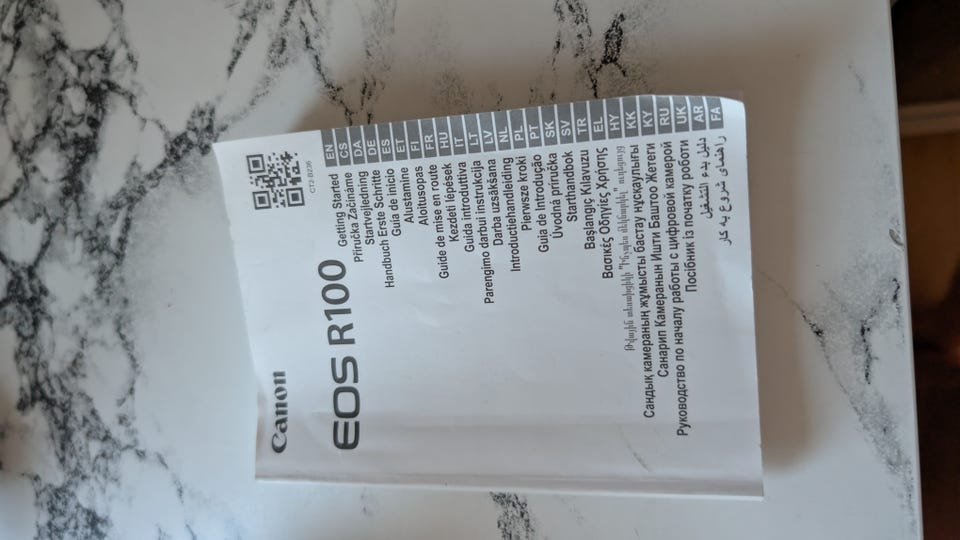 Canon
CT2-BZ06
EOS R100
Getting Started EN
Příručka Začínáme CS
Startvejledning DA
Handbuch Erste Schritte DE
Guía de inicio ES
Alustamine ET
Aloitusopas FI
Guide de mise en route FR
Kezdeti lépések HU
Guida introduttiva IT
Parengimo darbui instrukcija LT
Darba uzsākšana LV
Introductiehandleiding NL
Pierwsze kroki PL
Guia de Introdução PT
Úvodná príručka SK
Starthandbok SV
Başlangıç Kılavuzu TR
Βασικές Οδηγίες Χρήσης EL
HY
Сандық камераның жұмысты бастау нұсқаулығы KK
Санарип Камеранын Ишти Баштоо Жетеги KY
Руководство по началу работы с цифровой камерой RU
Посібник із початку роботи UK
دليل بدء التشغيل AR
راهنمای شروع به کار FA